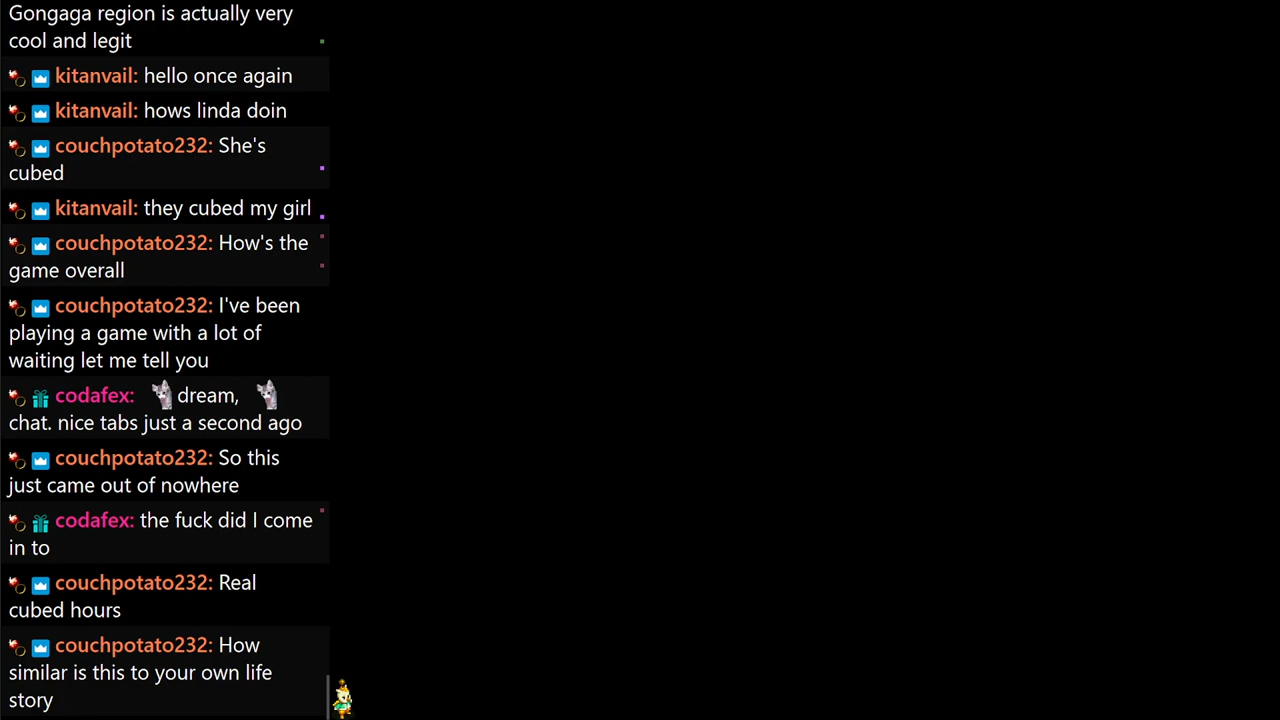 Gongaga region is actually very
cool and legit
kitanvail: hello once again
kitanvail: hows linda doin
couchpotato232: She's
cubed
kitanvail: they cubed my girl
couchpotato232: How's the
game overall
couchpotato232: I've been
playing a game with a lot of
waiting let me tell you
codafex: dream,
chat. nice tabs just a second ago
couchpotato232: So this
just came out of nowhere
codafex: the fuck did I come
in to
couchpotato232: Real
cubed hours
couchpotato232: How
similar is this to your own life
story